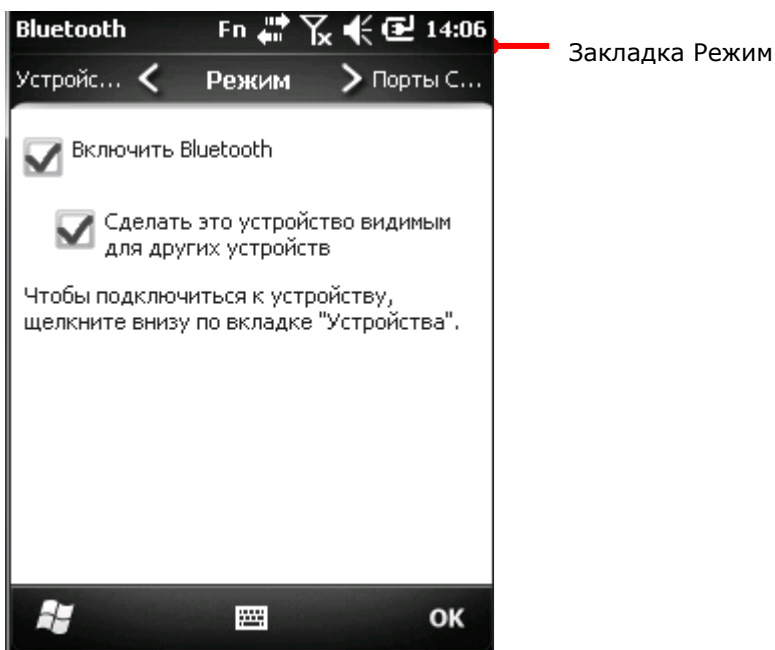 Bluetooth Fn 14:06
Закладка Режим
Устройс... Режим Порты С...
Включить Bluetooth
Сделать это устройство видимым
для других устройств
Чтобы подключиться к устройству,
щелкните внизу по вкладке "Устройства".
OK